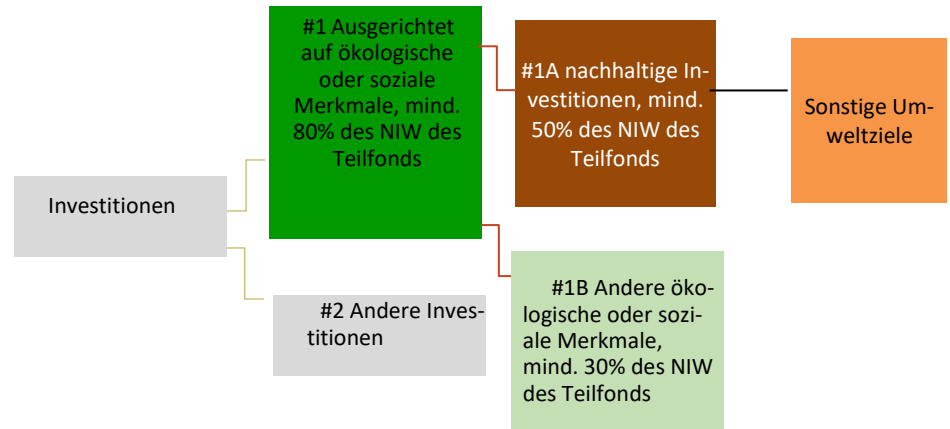 #1 Ausgerichtet
auf ökologische
oder soziale
Merkmale, mind.
80% des NIW des
Teilfonds
#1A nachhaltige In-
vestitionen, mind.
50% des NIW des
Teilfonds
Sonstige Um-
weltziele
Investitionen
#2 Andere Inves-
titionen
#1B Andere öko-
logische oder sozi-
ale Merkmale,
mind. 30% des NIW
des Teilfonds